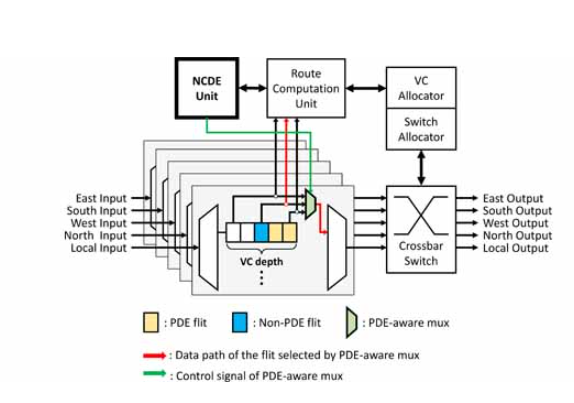 NCDE
Unit
Route
Computation
Unit
VC
Allocator
Switch
Allocator
East Input
South Input
West Input
North Input
Local Input
VC depth
Crossbar
Switch
East Output
South Output
West Output
North Output
Local Output
: PDE flit
: Non-PDE flit
: PDE-aware mux
: Data path of the flit selected by PDE-aware mux
: Control signal of PDE-aware mux